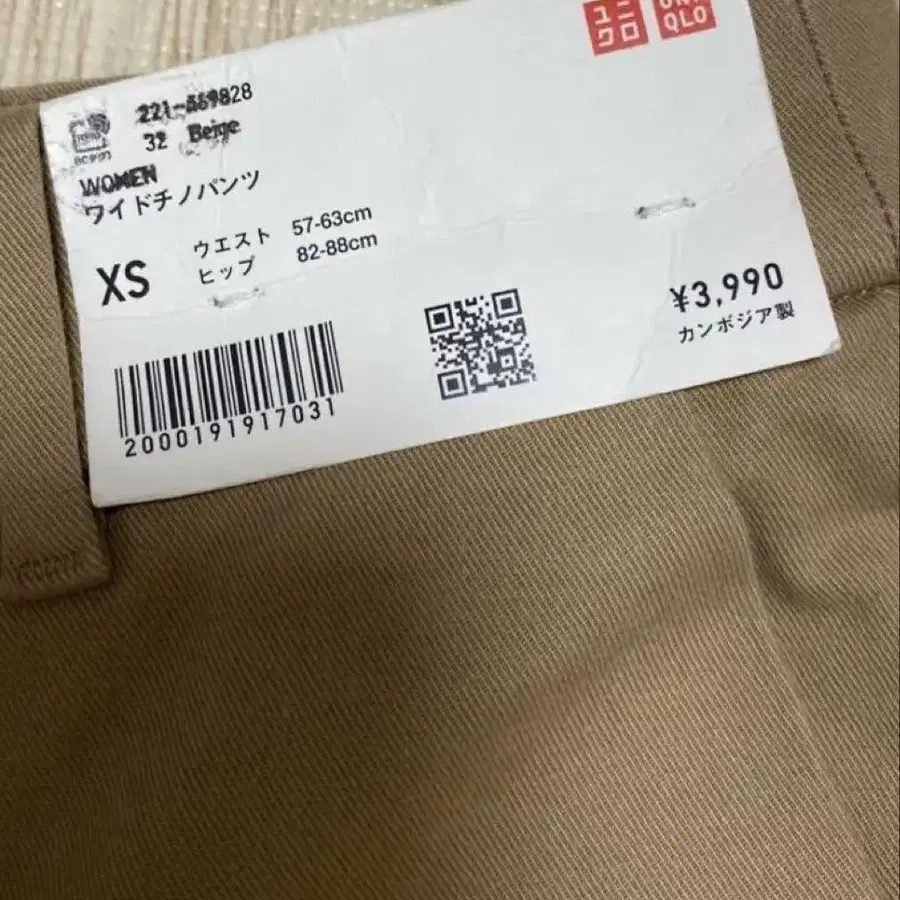 ユニ
クロ
UNI
QLO
32 Beige
WOMEN
ワイドチノパンツ
XS
ウエスト 57-63cm
ヒップ 82-88cm
2000191917031
¥3,990
カンボジア製